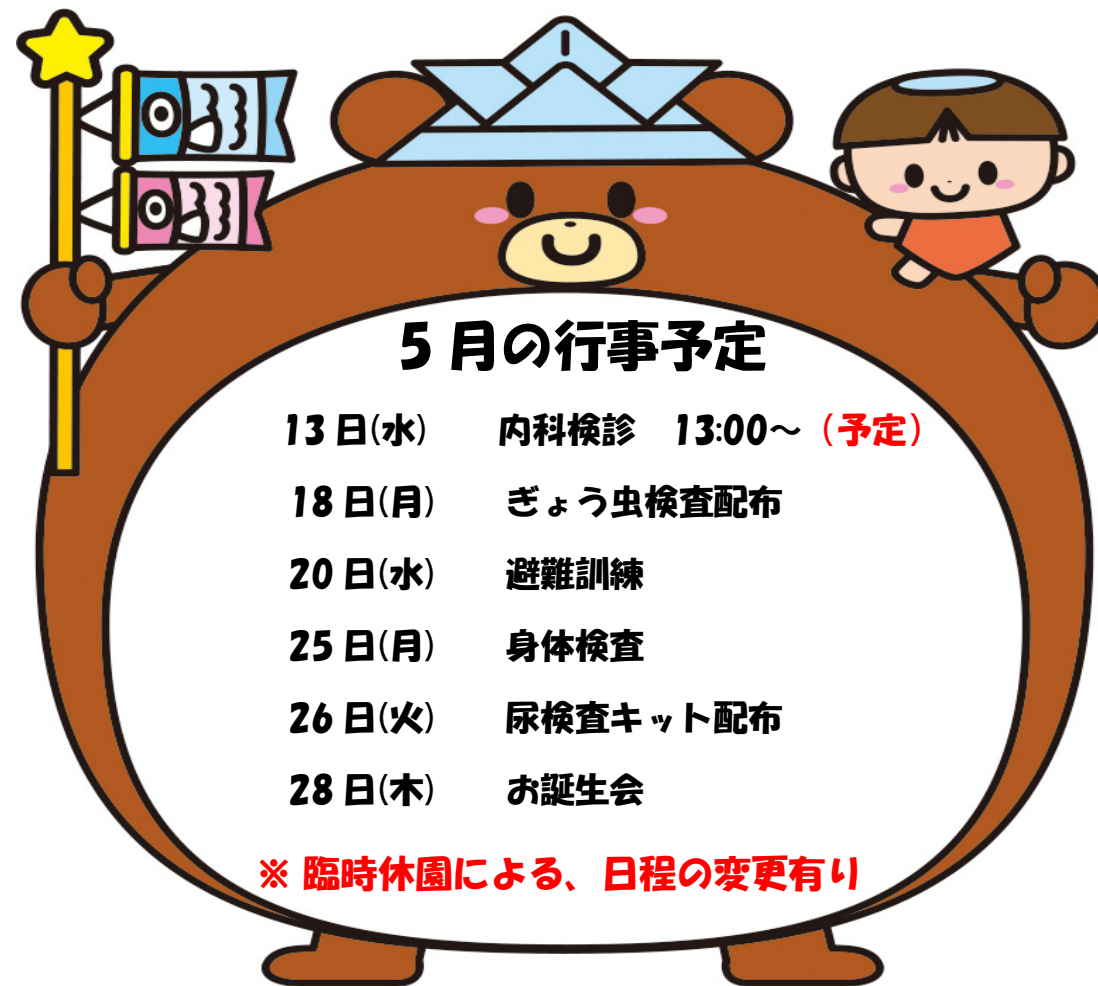 5月の行事予定
13日(水) 内科検診 13:00～（予定）
18日(月) ぎょう虫検査配布
20日(水) 避難訓練
25日(月) 身体検査
26日(火) 尿検査キット配布
28日(木) お誕生会
※ 臨時休園による、日程の変更有り